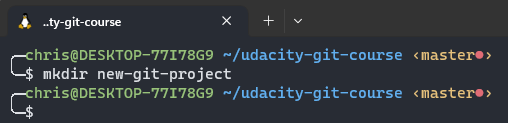 ..ty-git-course
chris@DESKTOP-77I78G9 ~/udacity-git-course ‹master●›
$ mkdir new-git-project
chris@DESKTOP-77I78G9 ~/udacity-git-course ‹master●›
$